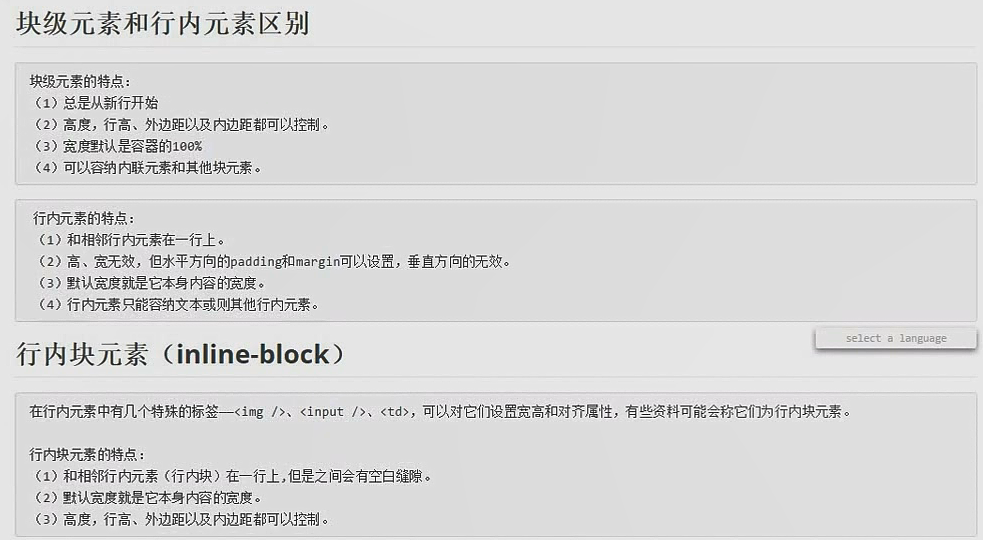 块级元素和行内元素区别
块级元素的特点：
（1）总是从新行开始
（2）高度，行高、外边距以及内边距都可以控制。
（3）宽度默认是容器的100%
（4）可以容纳内联元素和其他块元素。
行内元素的特点：
（1）和相邻行内元素在一行上。
（2）高、宽无效，但水平方向的padding和margin可以设置，垂直方向的无效。
（3）默认宽度就是它本身内容的宽度。
（4）行内元素只能容纳文本或则其他行内元素。
select a language
行内块元素（inline-block）
在行内元素中有几个特殊的标签——<img />、<input />、<td>，可以对它们设置宽高和对齐属性，有些资料可能会称它们为行内块元素。
行内块元素的特点：
（1）和相邻行内元素（行内块）在一行上,但是之间会有空白缝隙。
（2）默认宽度就是它本身内容的宽度。
（3）高度，行高、外边距以及内边距都可以控制。